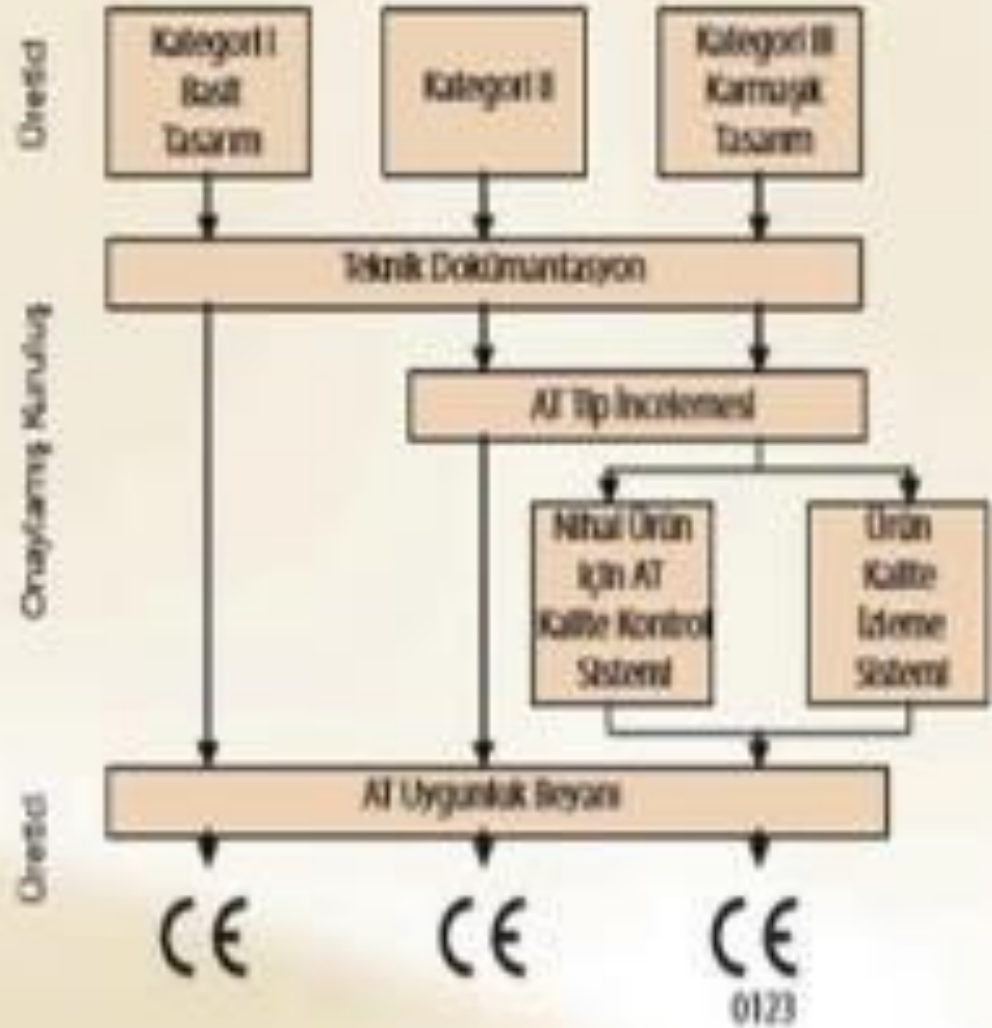 Üretici
Kategori I
Basit
Tasarım
Kategori II
Kategori III
Karmaşık
Tasarım
Teknik Dokümantasyon
Onaylamış Kuruluş
AT Tip İncelemesi
Nihai Ürün
İçin AT
Kalite Kontrol
Sistemi
Ürün
Kalite
İzleme
Sistemi
Üretici
AT Uygunluk Beyanı
CE
CE
CE
0123